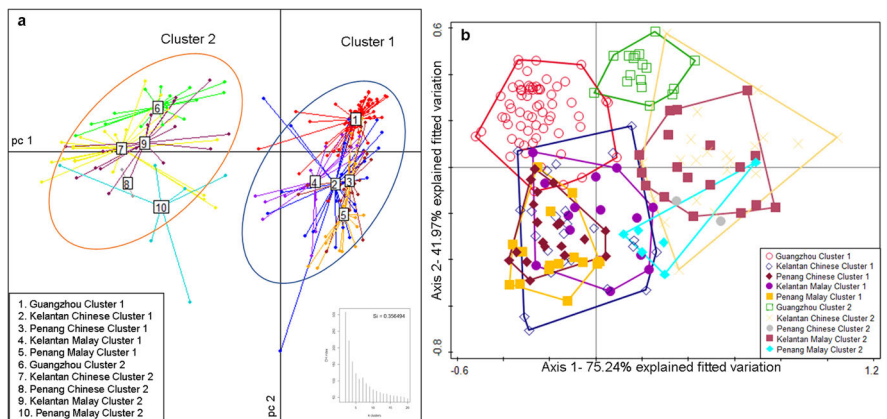 a
Cluster 2
Cluster 1
pc 1
pc 2
1
2
3
4
5
6
7
8
9
10
1. Guangzhou Cluster 1
2. Kelantan Chinese Cluster 1
3. Penang Chinese Cluster 1
4. Kelantan Malay Cluster 1
5. Penang Malay Cluster 1
6. Guangzhou Cluster 2
7. Kelantan Chinese Cluster 2
8. Penang Chinese Cluster 2
9. Kelantan Malay Cluster 2
10. Penang Malay Cluster 2
SI = 0.356494
b
0.6
Axis 2- 41.97% explained fitted variation
-0.8
-0.6
Axis 1- 75.24% explained fitted variation
1.2
Guangzhou Cluster 1
Kelantan Chinese Cluster 1
Penang Chinese Cluster 1
Kelantan Malay Cluster 1
Penang Malay Cluster 1
Guangzhou Cluster 2
Kelantan Chinese Cluster 2
Penang Chinese Cluster 2
Kelantan Malay Cluster 2
Penang Malay Cluster 2